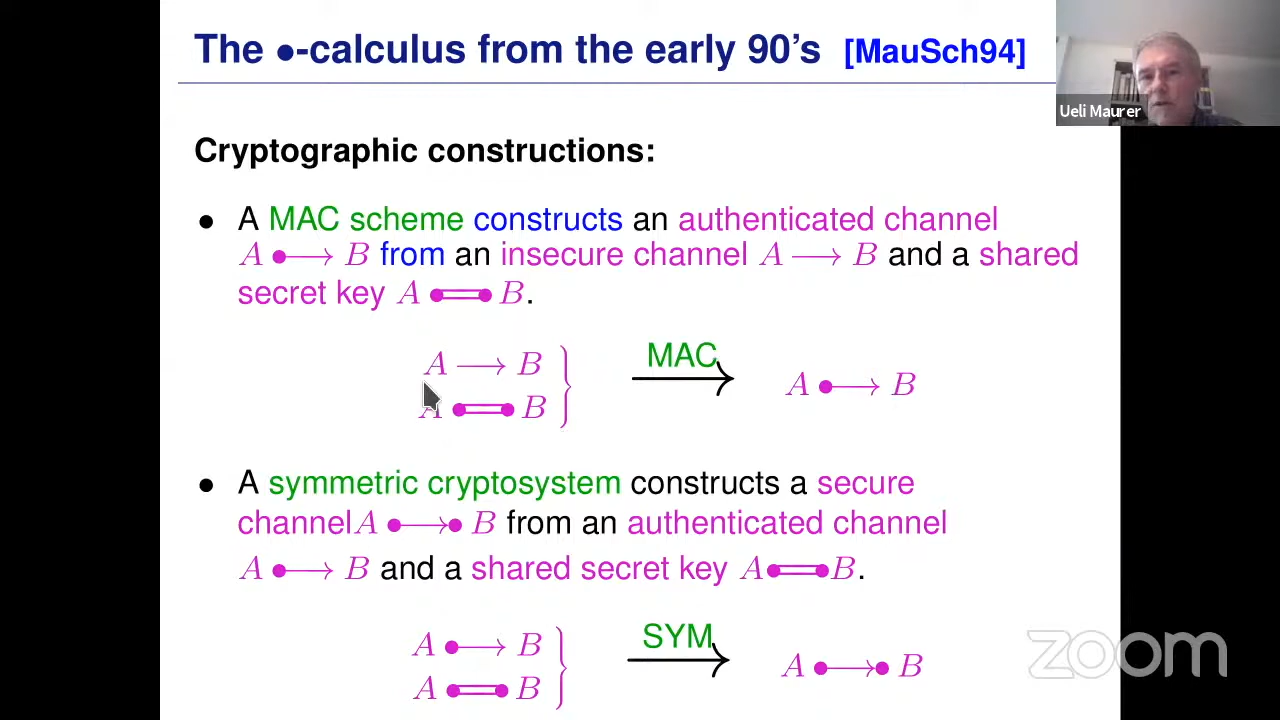 The •-calculus from the early 90's [MauSch94]
Ueli Maurer
Cryptographic constructions:
• A MAC scheme constructs an authenticated channel
A •⟶ B from an insecure channel A ⟶ B and a shared
secret key A •═• B.
A ⟶ B
A •═• B
}
MAC
⟶
A •⟶ B
• A symmetric cryptosystem constructs a secure
channelA •⟶• B from an authenticated channel
A •⟶ B and a shared secret key A•═•B.
A •⟶ B
A •═• B
}
SYM
⟶
A •⟶• B
zoom